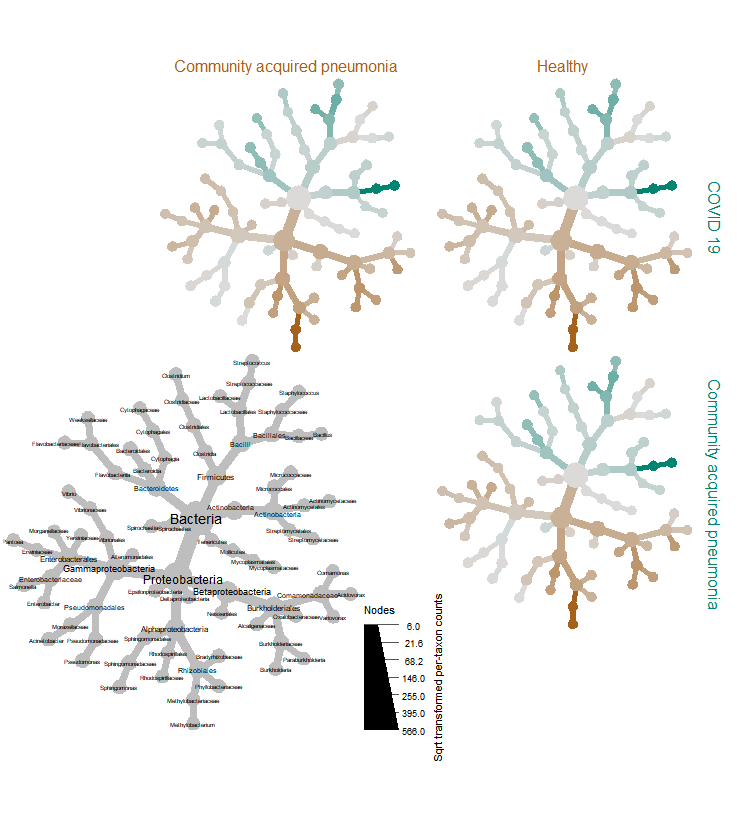 Community acquired pneumonia
Healthy
COVID 19
Community acquired pneumonia
Streptococcus
Clostridium
Streptococcaceae
Staphylococcus
Lactobacillaceae
Clostridiaceae
Cytophagaceae
Lactobacillales
Staphylococcaceae
Weeksellaceae
Clostridiales
Cytophagales
Bacillales
Bacillaceae
Bacillus
Flavobacteriaceae
Flavobacteriales
Bacteroidales
Bacilli
Clostridia
Cytophagia
Bacteroidia
Flavobacteriia
Firmicutes
Micrococcaceae
Bacteroidetes
Micrococcales
Vibrio
Actinomycetaceae
Vibrionaceae
Actinobacteria
Actinomycetales
Actinobacteria
Bacteria
Spirochaetes
Spirochaetes
Morganellaceae
Yersiniaceae
Vibrionales
Streptomycetales
Streptomycetaceae
Pantoea
Tenericutes
Erwiniaceae
Enterobacterales
Alteromonadales
Mollicutes
Mycoplasmatales
Gammaproteobacteria
Mycoplasmataceae
Enterobacteriaceae
Proteobacteria
Comamonas
Salmonella
Epsilonproteobacteria
Betaproteobacteria
Comamonadaceae
Acidovorax
Deltaproteobacteria
Enterobacter
Pseudomonadales
Burkholderiales
Neisseriales
Oxalobacteraceae
Variovorax
Moraxellaceae
Alphaproteobacteria
Alcaligenaceae
Acinetobacter
Pseudomonadaceae
Sphingomonadales
Burkholderiaceae
Rhodospirillales
Bradyrhizobiaceae
Pseudomonas
Sphingomonadaceae
Paraburkholderia
Rhizobiales
Burkholderia
Rhodospirillaceae
Sphingomonas
Phyllobacteriaceae
Methylobacteriaceae
Methylobacterium
Nodes
6.0
21.6
68.2
146.0
255.0
395.0
566.0
Sqrt transformed per-taxon counts